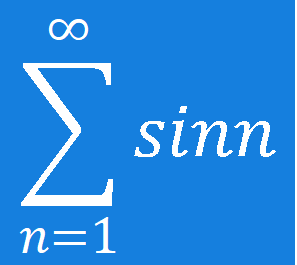 ∞
∑ sinn
n=1